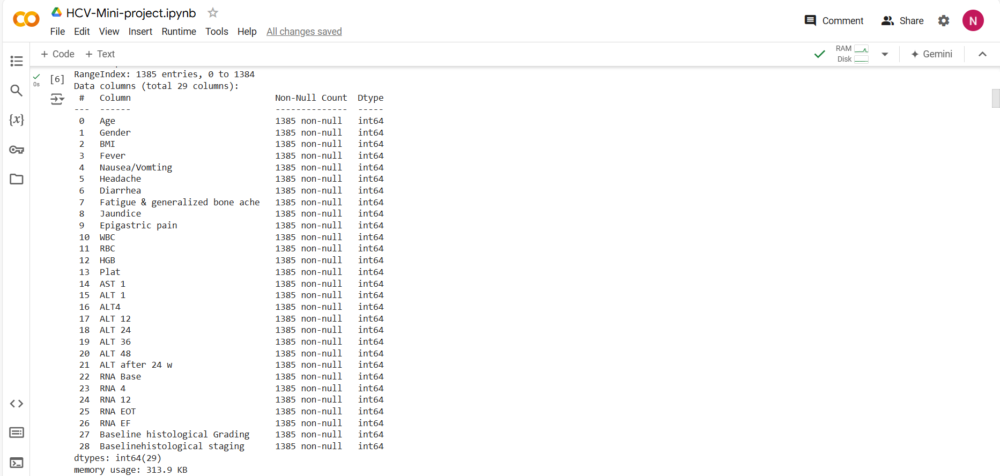 HCV-Mini-project.ipynb
File Edit View Insert Runtime Tools Help All changes saved
Comment Share N
+ Code + Text
RAM
Disk
Gemini
0s
[6]
RangeIndex: 1385 entries, 0 to 1384
Data columns (total 29 columns):
# Column Non-Null Count Dtype
--- ------ -------------- -----
0 Age 1385 non-null int64
1 Gender 1385 non-null int64
2 BMI 1385 non-null int64
3 Fever 1385 non-null int64
4 Nausea/Vomting 1385 non-null int64
5 Headache 1385 non-null int64
6 Diarrhea 1385 non-null int64
7 Fatigue & generalized bone ache 1385 non-null int64
8 Jaundice 1385 non-null int64
9 Epigastric pain 1385 non-null int64
10 WBC 1385 non-null int64
11 RBC 1385 non-null int64
12 HGB 1385 non-null int64
13 Plat 1385 non-null int64
14 AST 1 1385 non-null int64
15 ALT 1 1385 non-null int64
16 ALT4 1385 non-null int64
17 ALT 12 1385 non-null int64
18 ALT 24 1385 non-null int64
19 ALT 36 1385 non-null int64
20 ALT 48 1385 non-null int64
21 ALT after 24 w 1385 non-null int64
22 RNA Base 1385 non-null int64
23 RNA 4 1385 non-null int64
24 RNA 12 1385 non-null int64
25 RNA EOT 1385 non-null int64
26 RNA EF 1385 non-null int64
27 Baseline histological Grading 1385 non-null int64
28 Baselinehistological staging 1385 non-null int64
dtypes: int64(29)
memory usage: 313.9 KB